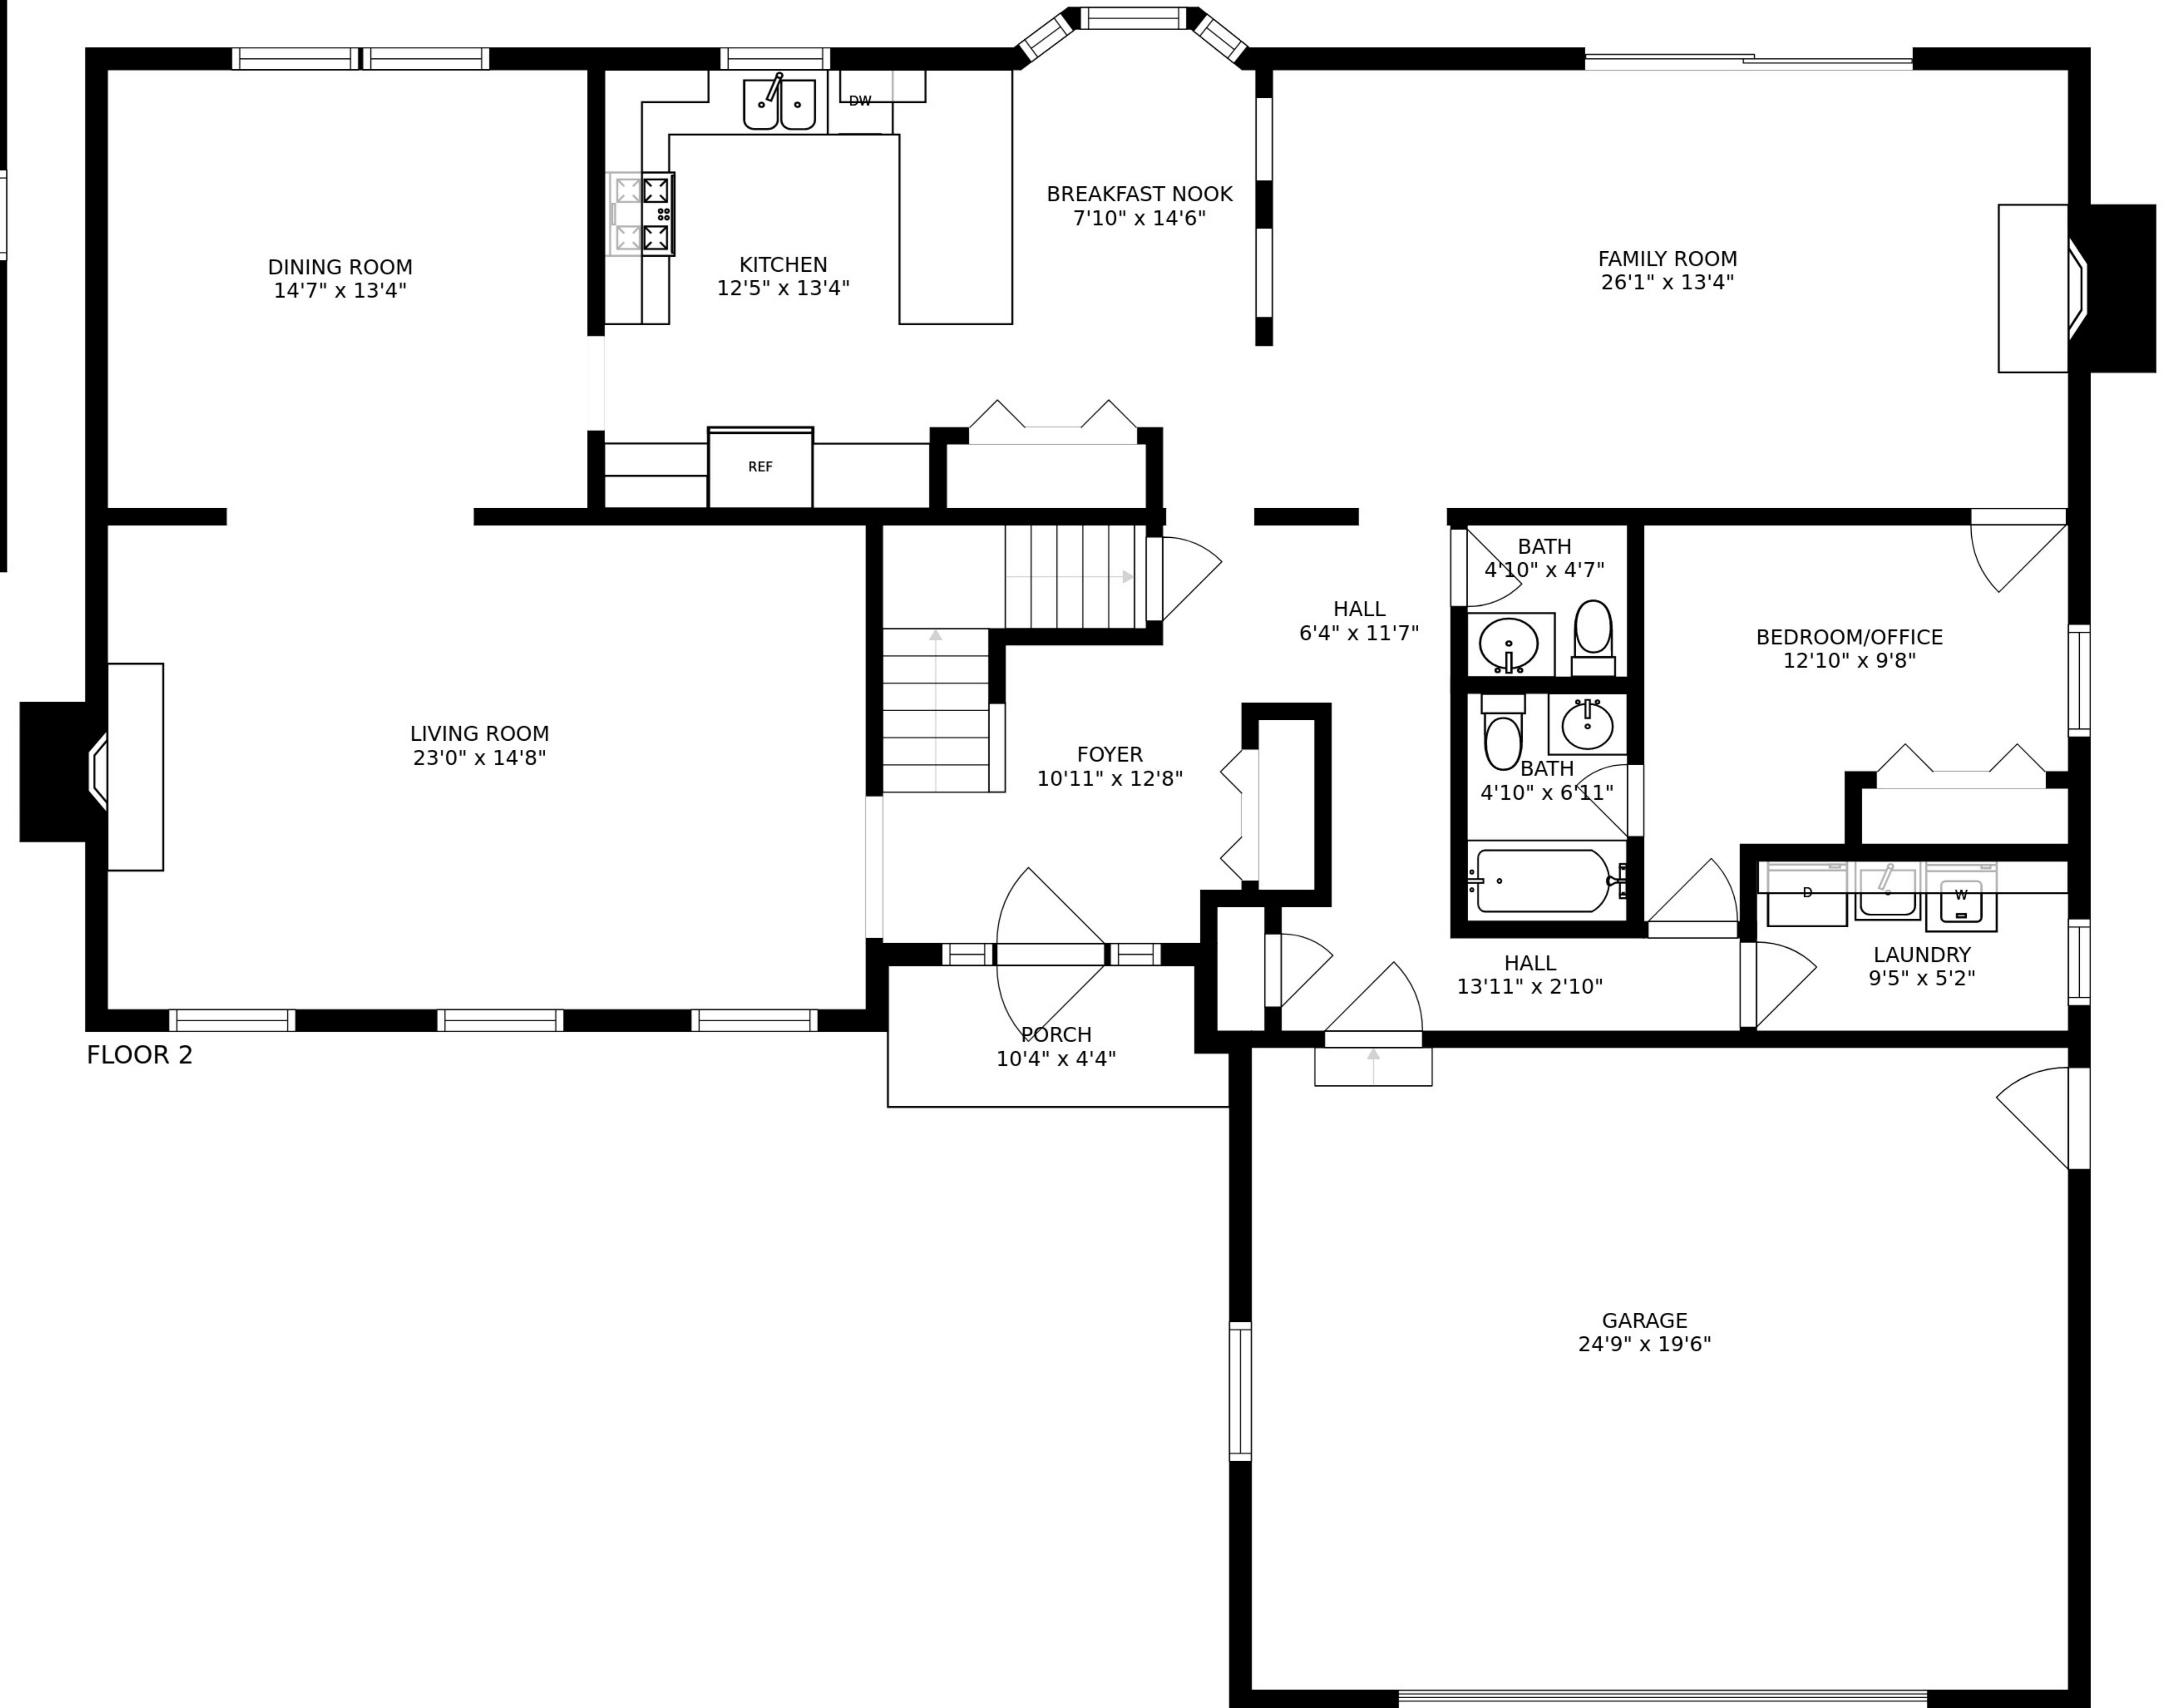 DW
BREAKFAST NOOK
7'10" x 14'6"
DINING ROOM
14'7" x 13'4"
KITCHEN
12'5" x 13'4"
FAMILY ROOM
26'1" x 13'4"
REF
BATH
4'10" x 4'7"
HALL
6'4" x 11'7"
BEDROOM/OFFICE
12'10" x 9'8"
LIVING ROOM
23'0" x 14'8"
FOYER
10'11" x 12'8"
BATH
4'10" x 6'11"
D
W
HALL
13'11" x 2'10"
LAUNDRY
9'5" x 5'2"
PORCH
10'4" x 4'4"
FLOOR 2
GARAGE
24'9" x 19'6"